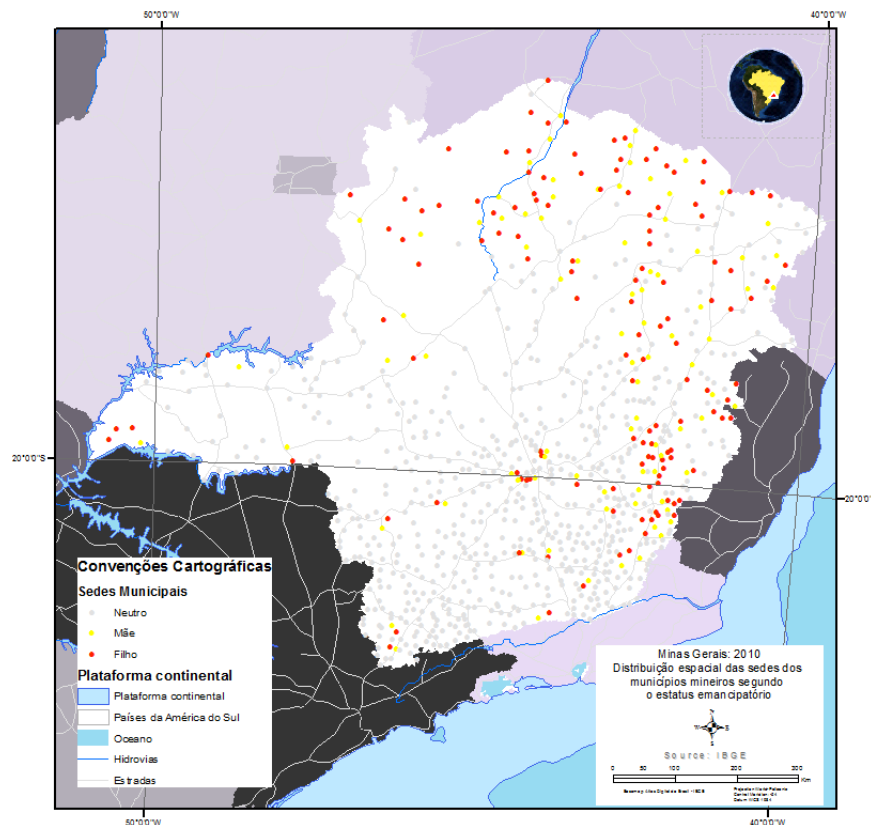 50°0'0"W
40°0'0"W
20°0'0"S
20°0'0"
Convenções Cartográficas
Sedes Municipais
Neutro
Mãe
Filho
Plataforma continental
Plataforma continental
Países da América do Sul
Oceano
Hidrovias
Estradas
Minas Gerais: 2010
Distribuição espacial das sedes dos
municípios mineiros segundo
o estatus emancipatório
N
S
Source: IBGE
0 50 100 200 300
Km
50°0'0"W
40°0'0"W